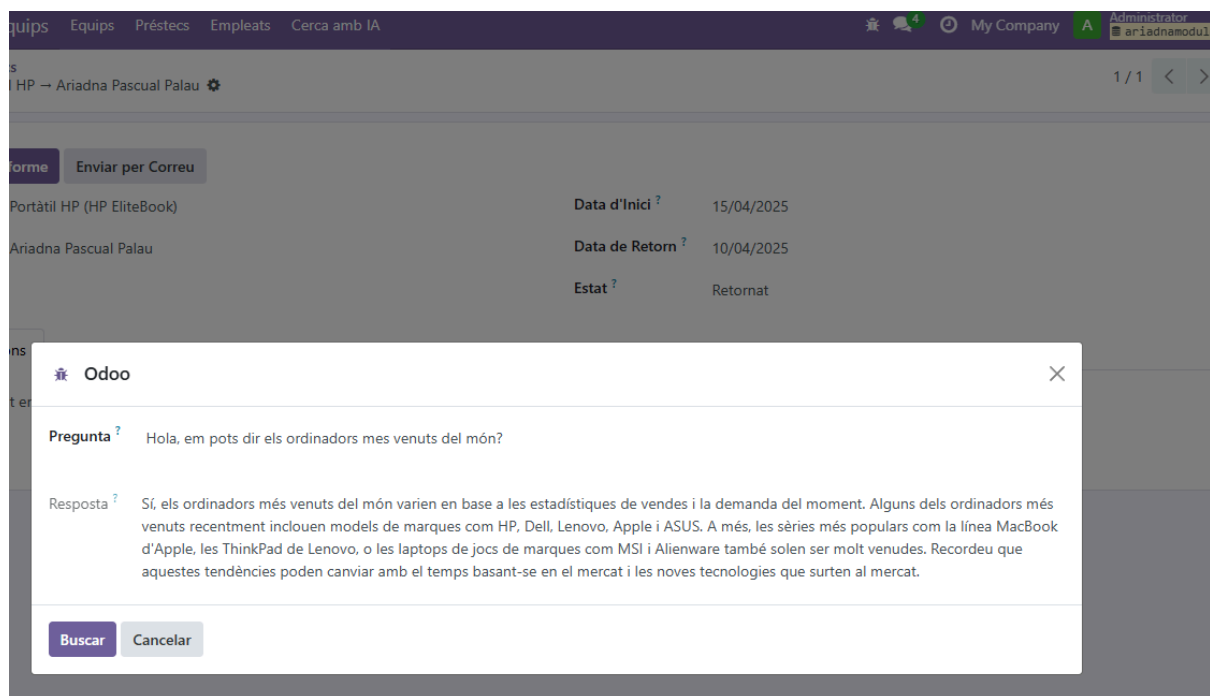 quips Equips Préstecs Empleats Cerca amb IA 4 My Company A Administrator
ariadnamodul
s
l HP → Ariadna Pascual Palau
1 / 1
forme Enviar per Correu
Portàtil HP (HP EliteBook) Data d'Inici ? 15/04/2025
Ariadna Pascual Palau Data de Retorn ? 10/04/2025
Estat ? Retornat
ons
t er
Odoo
Pregunta ? Hola, em pots dir els ordinadors mes venuts del món?
Resposta ? Sí, els ordinadors més venuts del món varien en base a les estadístiques de vendes i la demanda del moment. Alguns dels ordinadors més
venuts recentment inclouen models de marques com HP, Dell, Lenovo, Apple i ASUS. A més, les sèries més populars com la línea MacBook
d'Apple, les ThinkPad de Lenovo, o les laptops de jocs de marques com MSI i Alienware també solen ser molt venudes. Recordeu que
aquestes tendències poden canviar amb el temps basant-se en el mercat i les noves tecnologies que surten al mercat.
Buscar Cancelar